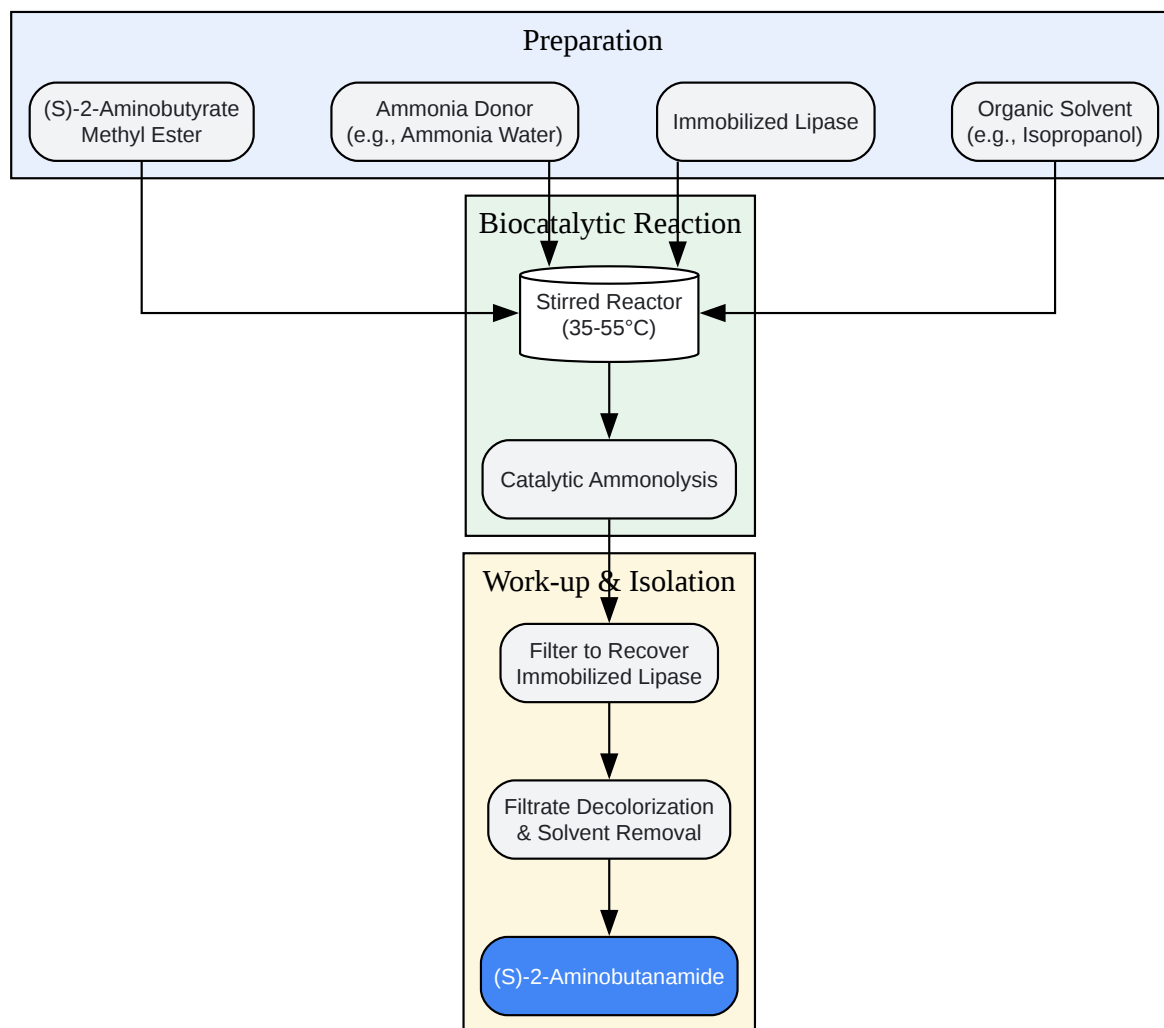 Preparation
(S)-2-Aminobutyrate
Methyl Ester
Ammonia Donor
(e.g., Ammonia Water)
Immobilized Lipase
Organic Solvent
(e.g., Isopropanol)
Biocatalytic Reaction
Stirred Reactor
(35-55°C)
Catalytic Ammonolysis
Work-up & Isolation
Filter to Recover
Immobilized Lipase
Filtrate Decolorization
& Solvent Removal
(S)-2-Aminobutanamide